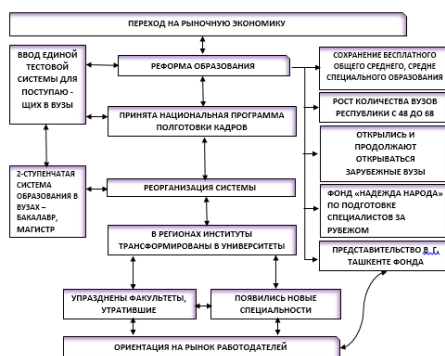 ПЕРЕХОД НА РЫНОЧНУЮ ЭКОНОМИКУ
ВВОД ЕДИНОЙ
ТЕСТОВОЙ
СИСТЕМЫ ДЛЯ
ПОСТУПАЮ -
ЩИХ В ВУЗЫ
РЕФОРМА ОБРАЗОВАНИЯ
СОХРАНЕНИЕ БЕСПЛАТНОГО
ОБЩЕГО СРЕДНЕГО, СРЕДНЕ
СПЕЦИАЛЬНОГО ОБРАЗОВАНИЯ
РОСТ КОЛИЧЕСТВА ВУЗОВ
РЕСПУБЛИКИ С 48 ДО 68
ПРИНЯТА НАЦИОНАЛЬНАЯ ПРОГРАММА
ПОЛГОТОВКИ КАДРОВ
ОТКРЫЛИСЬ И
ПРОДОЛЖАЮТ
ОТКРЫВАТЬСЯ
ЗАРУБЕЖНЫЕ ВУЗЫ
2-СТУПЕНЧАТАЯ
СИСТЕМА
ОБРАЗОВАНИЯ В
ВУЗАХ –
БАКАЛАВР,
МАГИСТР
РЕОРГАНИЗАЦИЯ СИСТЕМЫ
ФОНД «НАДЕЖДА НАРОДА»
ПО ПОДГОТОВКЕ
СПЕЦИАЛИСТОВ ЗА
РУБЕЖОМ
В РЕГИОНАХ ИНСТИТУТЫ
ТРАНСФОРМИРОВАНЫ В УНИВЕРСИТЕТЫ
ПРЕДСТАВИТЕЛЬСТВО В. Г.
ТАШКЕНТЕ ФОНДА
УПРАЗДНЕНЫ ФАКУЛЬТЕТЫ,
УТРАТИВШИЕ
ПОЯВИЛИСЬ НОВЫЕ
СПЕЦИАЛЬНОСТИ
ОРИЕНТАЦИЯ НА РЫНОК РАБОТОДАТЕЛЕЙ